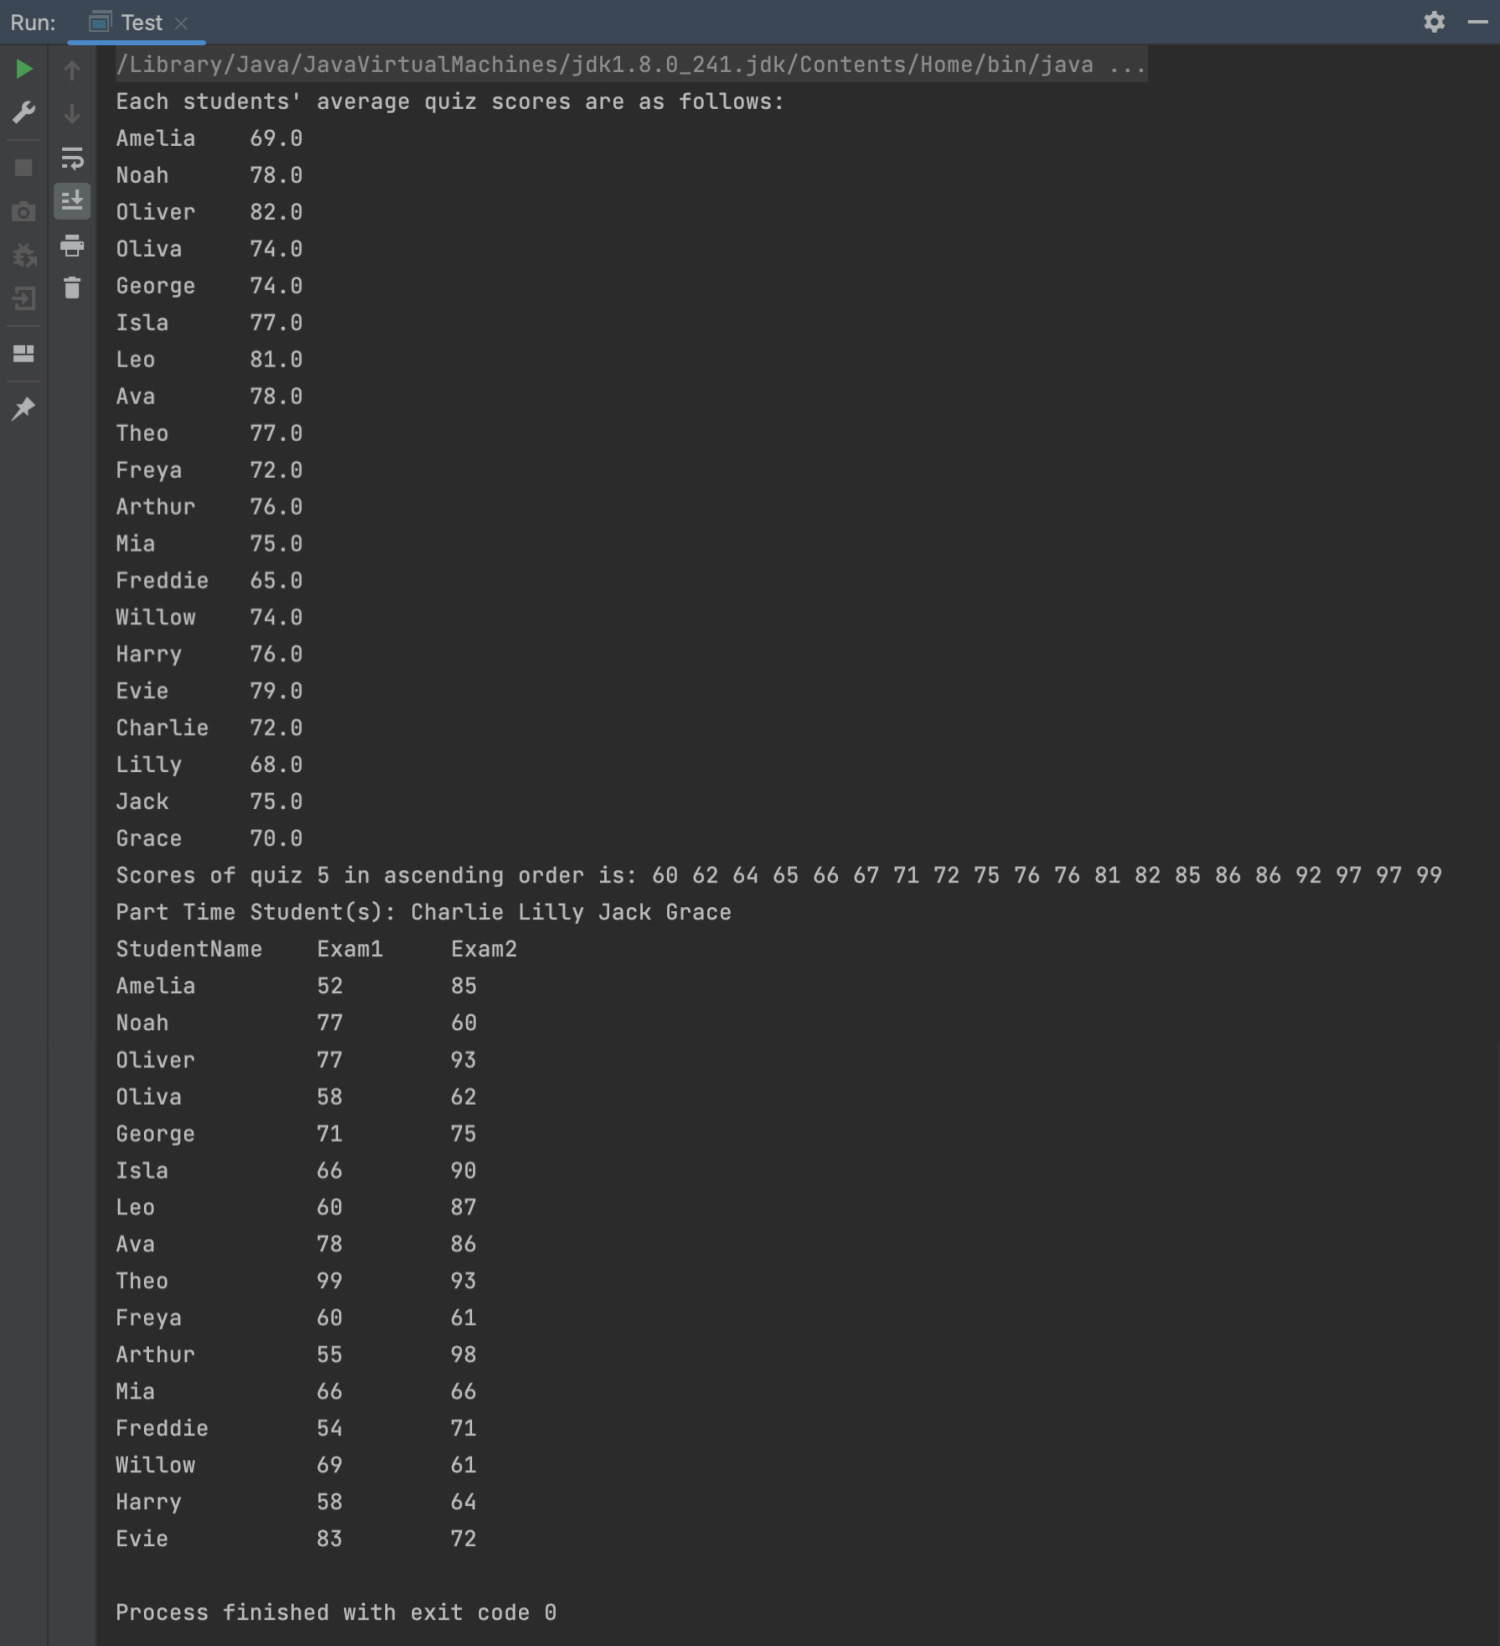 Run: Test
/Library/Java/JavaVirtualMachines/jdk1.8.0_241.jdk/Contents/Home/bin/java ...
Each students' average quiz scores are as follows:
Amelia 69.0
Noah 78.0
Oliver 82.0
Oliva 74.0
George 74.0
Isla 77.0
Leo 81.0
Ava 78.0
Theo 77.0
Freya 72.0
Arthur 76.0
Mia 75.0
Freddie 65.0
Willow 74.0
Harry 76.0
Evie 79.0
Charlie 72.0
Lilly 68.0
Jack 75.0
Grace 70.0
Scores of quiz 5 in ascending order is: 60 62 64 65 66 67 71 72 75 76 76 81 82 85 86 86 92 97 97 99
Part Time Student(s): Charlie Lilly Jack Grace
StudentName Exam1 Exam2
Amelia 52 85
Noah 77 60
Oliver 77 93
Oliva 58 62
George 71 75
Isla 66 90
Leo 60 87
Ava 78 86
Theo 99 93
Freya 60 61
Arthur 55 98
Mia 66 66
Freddie 54 71
Willow 69 61
Harry 58 64
Evie 83 72
Process finished with exit code 0